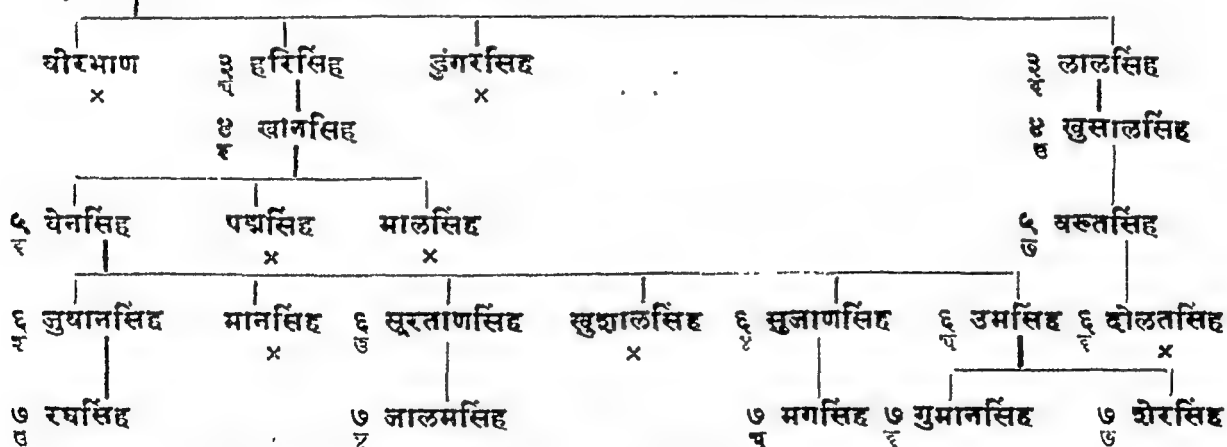 वीरभाण ३ हरिसिंह डुंगरसिंह ३ लालसिंह
× ×
४ खानसिंह ४ खुसालसिंह
५ येनसिंह पद्मसिंह मालसिंह ५ वख्तसिंह
× ×
६ जुथानसिंह मानसिंह ६ सूरताणसिंह खुशालसिंह ६ सुजाणसिंह ६ उमसिंह ६ दोलतसिंह
× × ×
७ रघसिंह ७ जालमसिंह ७ मगसिंह ७ गुमानसिंह ७ शेरसिंह